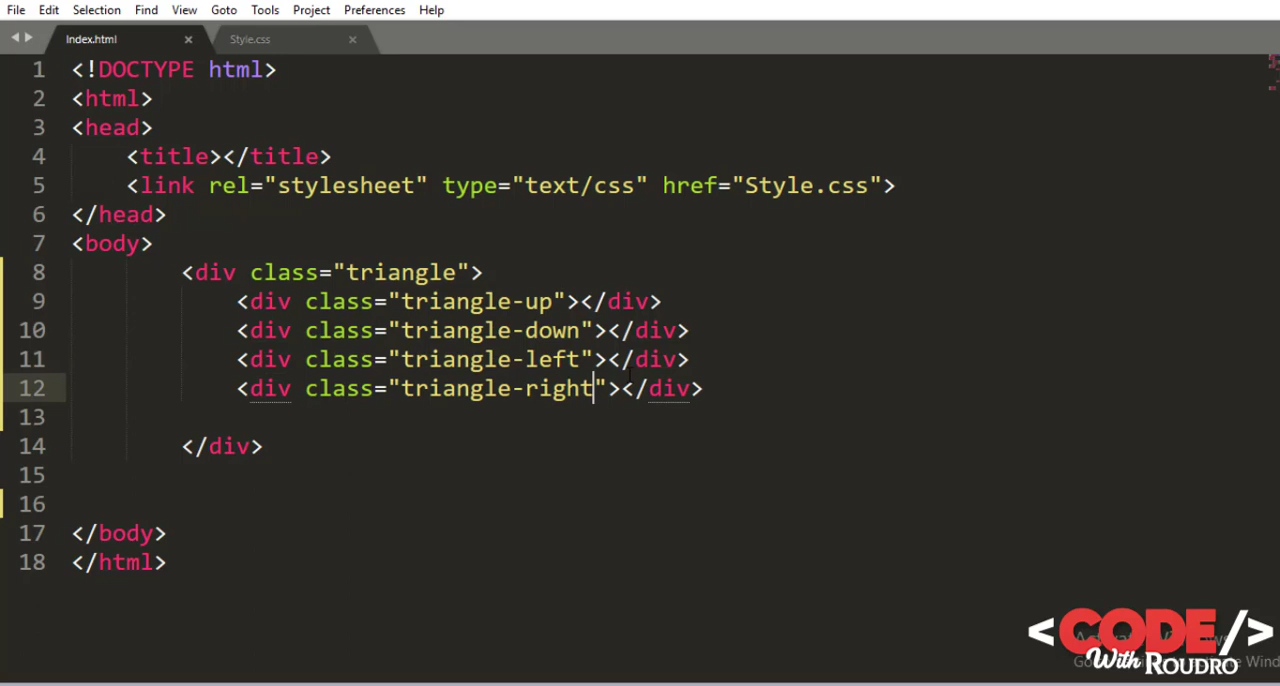 File Edit Selection Find View Goto Tools Project Preferences Help
Index.html × Style.css ×
1 <!DOCTYPE html>
2 <html>
3 <head>
4 <title></title>
5 <link rel="stylesheet" type="text/css" href="Style.css">
6 </head>
7 <body>
8 <div class="triangle">
9 <div class="triangle-up"></div>
10 <div class="triangle-down"></div>
11 <div class="triangle-left"></div>
12 <div class="triangle-right"></div>
13
14 </div>
15
16
17 </body>
18 </html>
<CODE/>
With ROUDRO